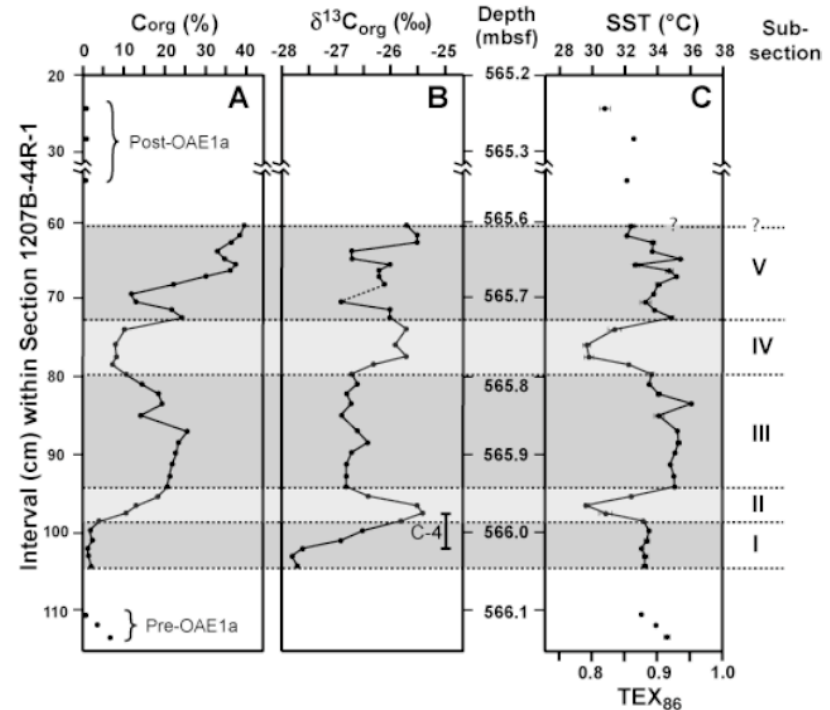 Corg (%)
δ13Corg (‰)
Depth
(mbsf)
SST (°C)
Sub-
section
0 10 20 30 40
-28 -27 -26 -25
28 30 32 34 36 38
20
A
B
565.2
C
Post-OAE1a
30
565.3
60
565.6
?
?
V
70
565.7
IV
80
565.8
III
90
565.9
II
100
C-4
566.0
I
110
Pre-OAE1a
566.1
Interval (cm) within Section 1207B-44R-1
0.8 0.9 1.0
TEX86